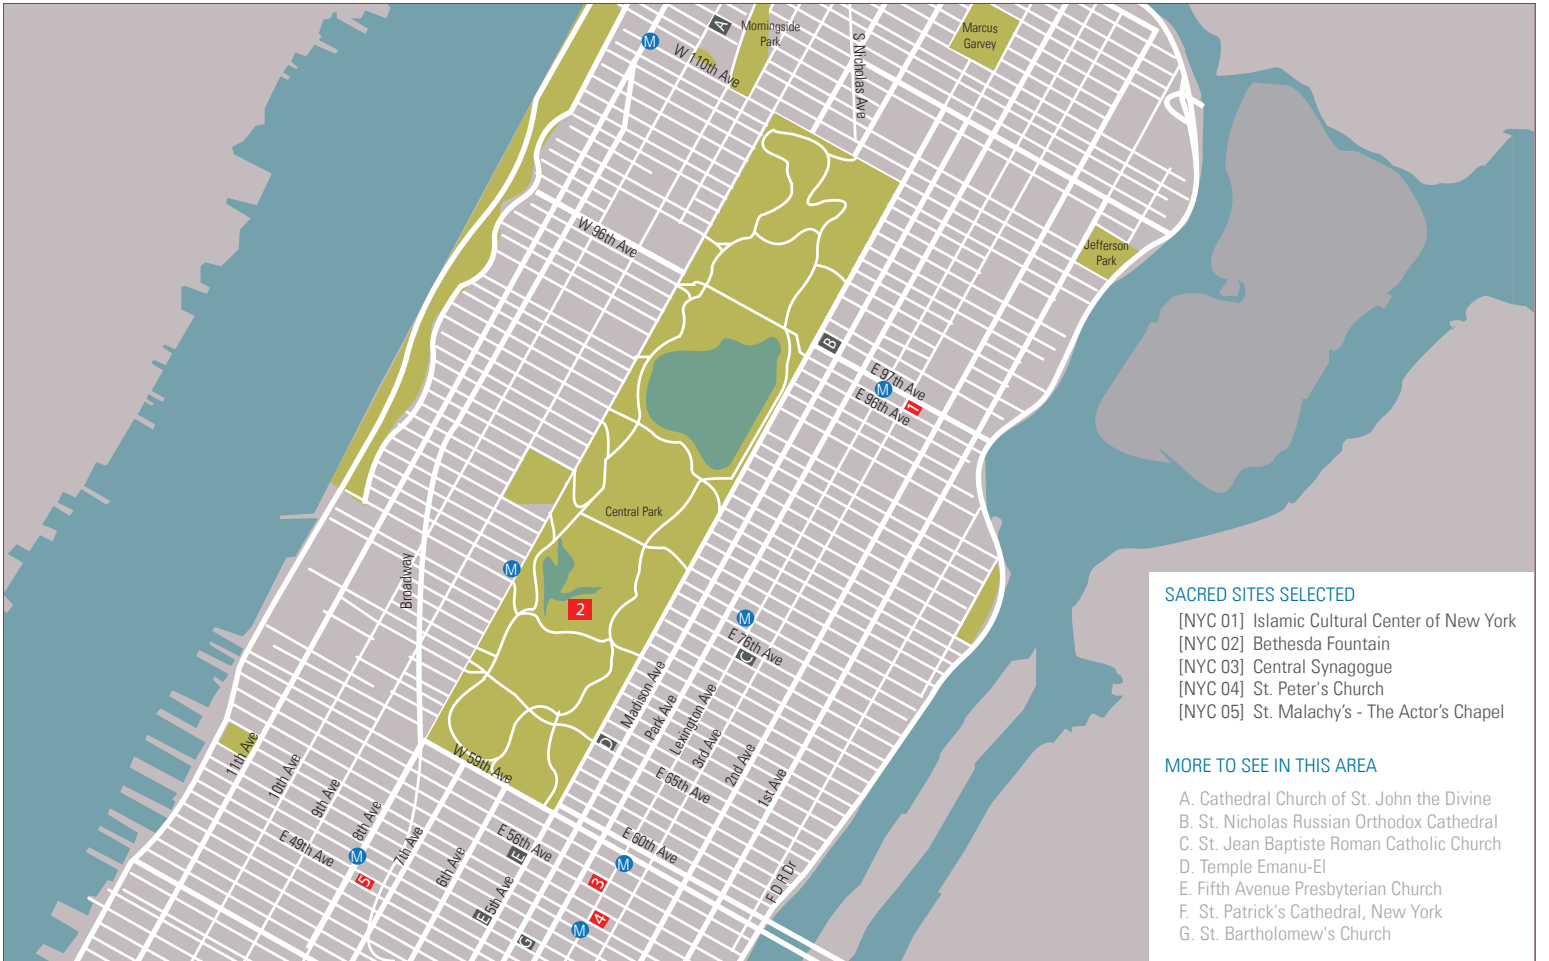 A
Morningside
Park
Marcus
Garvey
M
W 110th Ave
S Nicholas Ave
W 96th Ave
Jefferson
Park
B
E 97th Ave
M
E 96th Ave
1
Central Park
Broadway
M
2
M
E 76th Ave
C
Madison Ave
Park Ave
Lexington Ave
3rd Ave
2nd Ave
1st Ave
D
E 65th Ave
W 59th Ave
11th Ave
10th Ave
9th Ave
8th Ave
7th Ave
6th Ave
5th Ave
E 49th Ave
M
5
E 56th Ave
E
E
E 60th Ave
M
3
4
M
G
F D R Dr
SACRED SITES SELECTED
[NYC 01] Islamic Cultural Center of New York
[NYC 02] Bethesda Fountain
[NYC 03] Central Synagogue
[NYC 04] St. Peter's Church
[NYC 05] St. Malachy's - The Actor's Chapel
MORE TO SEE IN THIS AREA
A. Cathedral Church of St. John the Divine
B. St. Nicholas Russian Orthodox Cathedral
C. St. Jean Baptiste Roman Catholic Church
D. Temple Emanu-El
E. Fifth Avenue Presbyterian Church
F. St. Patrick's Cathedral, New York
G. St. Bartholomew's Church